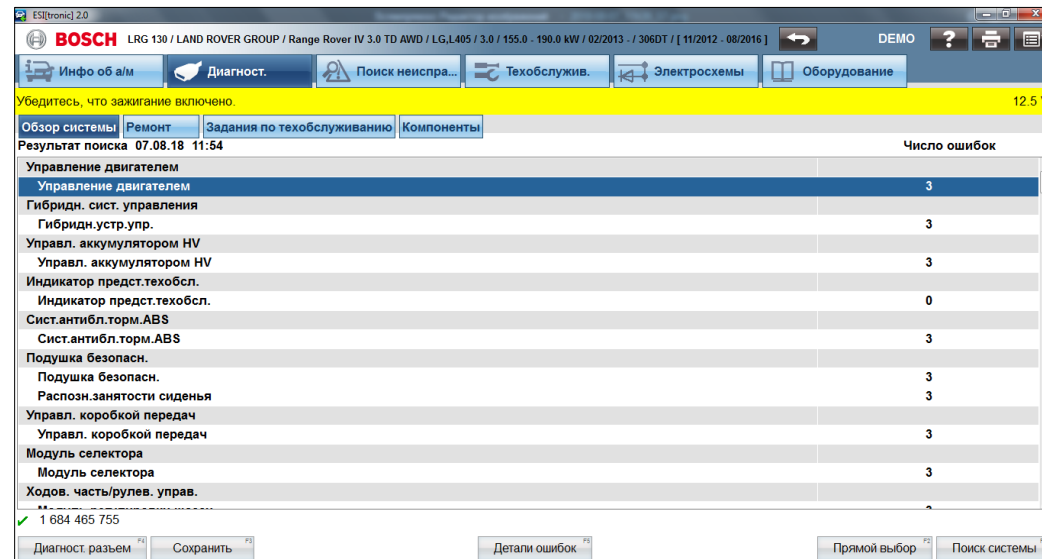 ESI[tronic] 2.0
BOSCH LRG 130 / LAND ROVER GROUP / Range Rover IV 3.0 TD AWD / LG,L405 / 3.0 / 155.0 - 190.0 kW / 02/2013 - / 306DT / [ 11/2012 - 08/2016 ] DEMO ?
Инфо об а/м Диагност. Поиск неиспра... Техобслужив. Электросхемы Оборудование
Убедитесь, что зажигание включено. 12.5
Обзор системы Ремонт Задания по техобслуживанию Компоненты
Результат поиска 07.08.18 11:54 Число ошибок
Управление двигателем
Управление двигателем 3
Гибридн. сист. управления
Гибридн.устр.упр. 3
Управл. аккумулятором HV
Управл. аккумулятором HV 3
Индикатор предст.техобсл.
Индикатор предст.техобсл. 0
Сист.антибл.торм.ABS
Сист.антибл.торм.ABS 3
Подушка безопасн.
Подушка безопасн. 3
Распозн.занятости сиденья 3
Управл. коробкой передач
Управл. коробкой передач 3
Модуль селектора
Модуль селектора 3
Ходов. часть/рулев. управ.
1 684 465 755
Диагност. разъем F4 Сохранить F3 Детали ошибок F5 Прямой выбор F2 Поиск системы